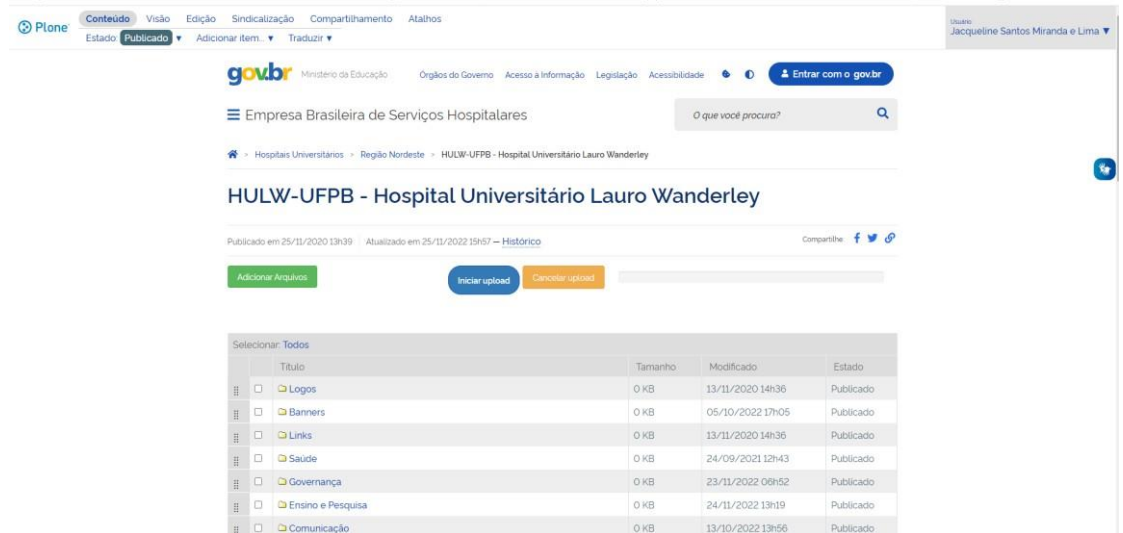 Plone
Conteúdo Visão Edição Sindicalização Compartilhamento Atalhos
Estado: Publicado ▼ Adicionar item... ▼ Traduzir ▼
Usuário:
Jacqueline Santos Miranda e Lima ▼
gov.br Ministério da Educação Órgãos do Governo Acesso à Informação Legislação Acessibilidade Entrar com o gov.br
Empresa Brasileira de Serviços Hospitalares
O que você procura?
> Hospitais Universitários > Região Nordeste > HULW-UFPB - Hospital Universitário Lauro Wanderley
HULW-UFPB - Hospital Universitário Lauro Wanderley
Publicado em 25/11/2020 13h39 Atualizado em 25/11/2022 15h57 — Histórico
Compartilhe:
Adicionar Arquivos Iniciar upload Cancelar upload
Selecionar: Todos
Título Tamanho Modificado Estado
Logos 0 KB 13/11/2020 14h36 Publicado
Banners 0 KB 05/10/2022 17h05 Publicado
Links 0 KB 13/11/2020 14h36 Publicado
Saúde 0 KB 24/09/2021 12h43 Publicado
Governança 0 KB 23/11/2022 06h52 Publicado
Ensino e Pesquisa 0 KB 24/11/2022 13h19 Publicado
Comunicação 0 KB 13/10/2022 13h56 Publicado